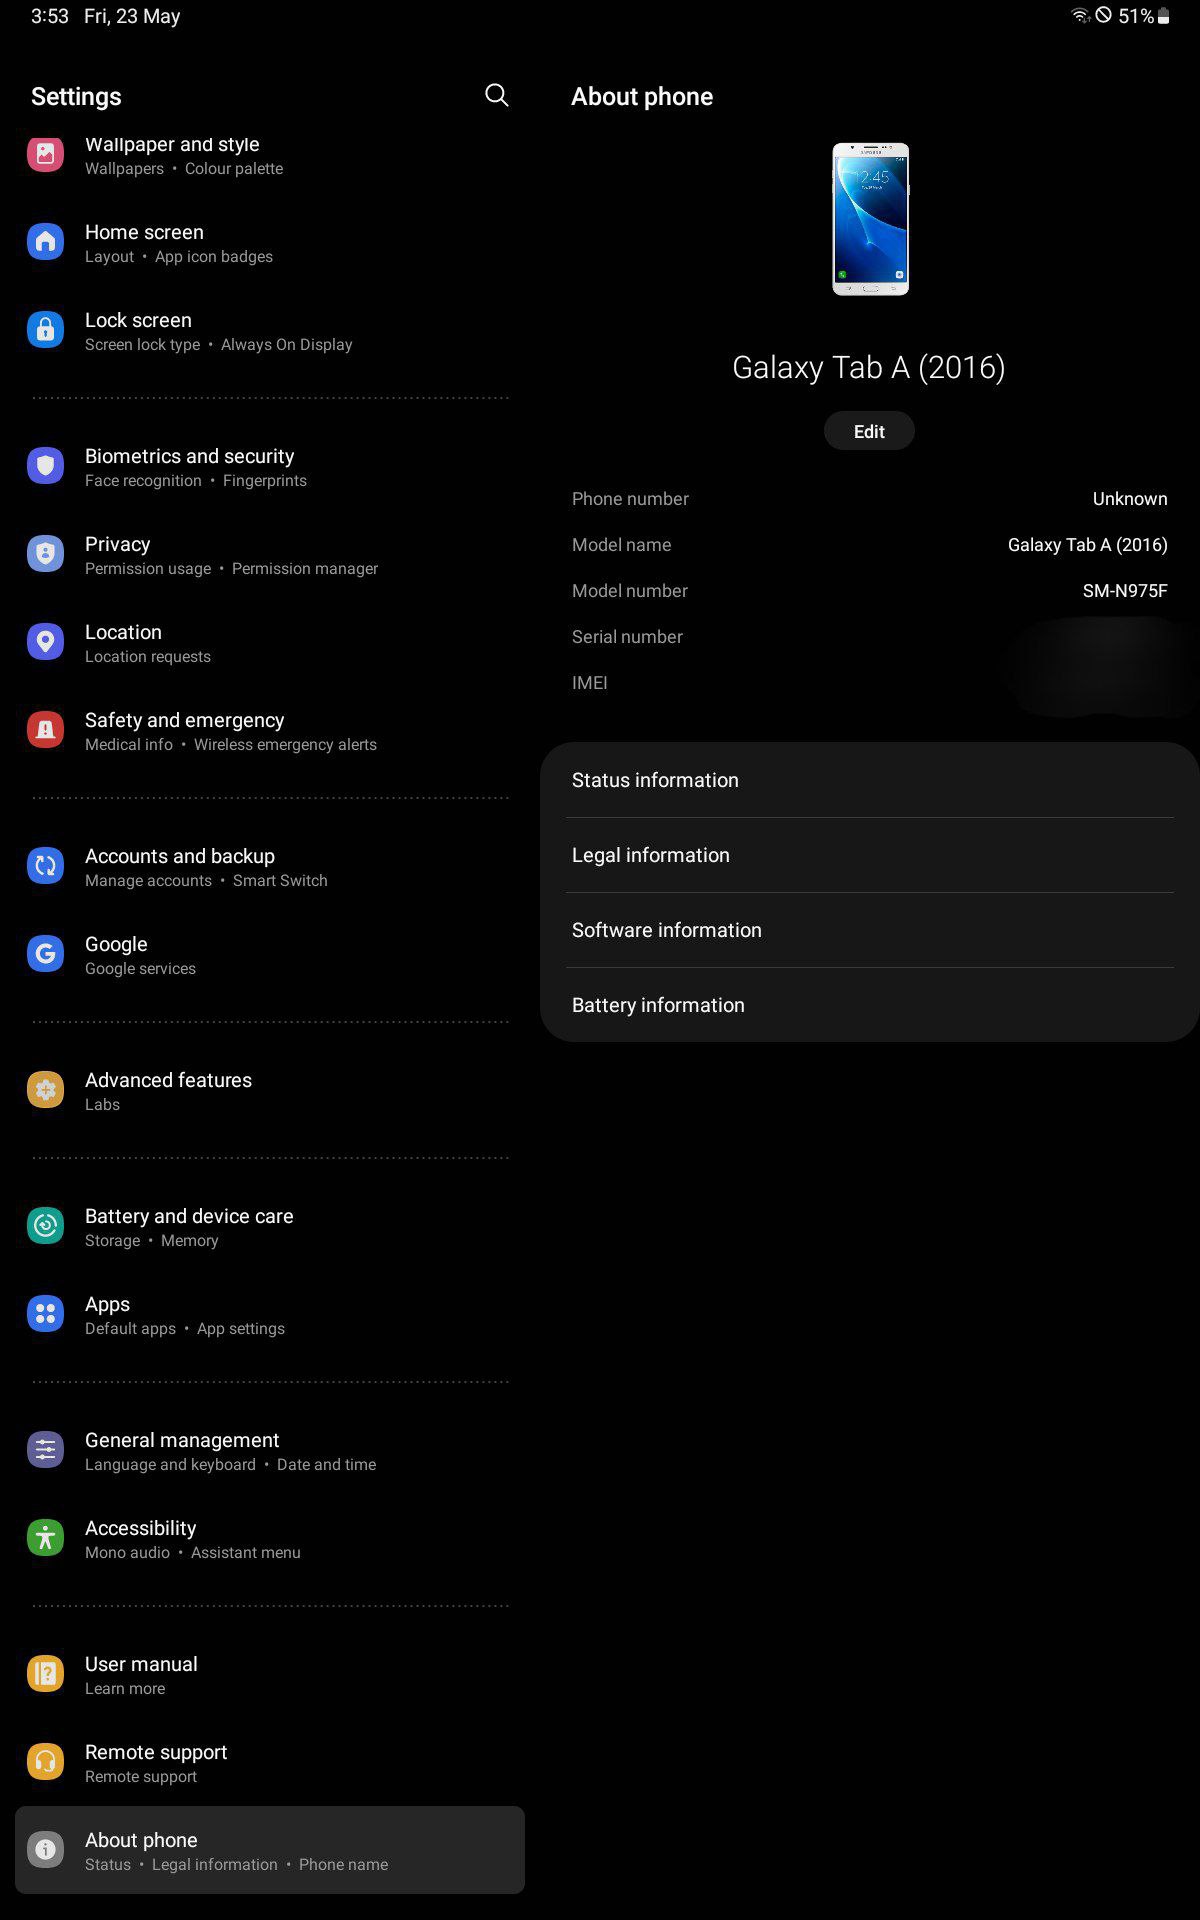 3:53 Fri, 23 May
51%
Settings
Wallpaper and style
Wallpapers • Colour palette
Home screen
Layout • App icon badges
Lock screen
Screen lock type • Always On Display
Biometrics and security
Face recognition • Fingerprints
Privacy
Permission usage • Permission manager
Location
Location requests
Safety and emergency
Medical info • Wireless emergency alerts
Accounts and backup
Manage accounts • Smart Switch
Google
Google services
Advanced features
Labs
Battery and device care
Storage • Memory
Apps
Default apps • App settings
General management
Language and keyboard • Date and time
Accessibility
Mono audio • Assistant menu
User manual
Learn more
Remote support
Remote support
About phone
Status • Legal information • Phone name
About phone
SAMSUNG
12:45
Galaxy Tab A (2016)
Edit
Phone number Unknown
Model name Galaxy Tab A (2016)
Model number SM-N975F
Serial number
IMEI
Status information
Legal information
Software information
Battery information